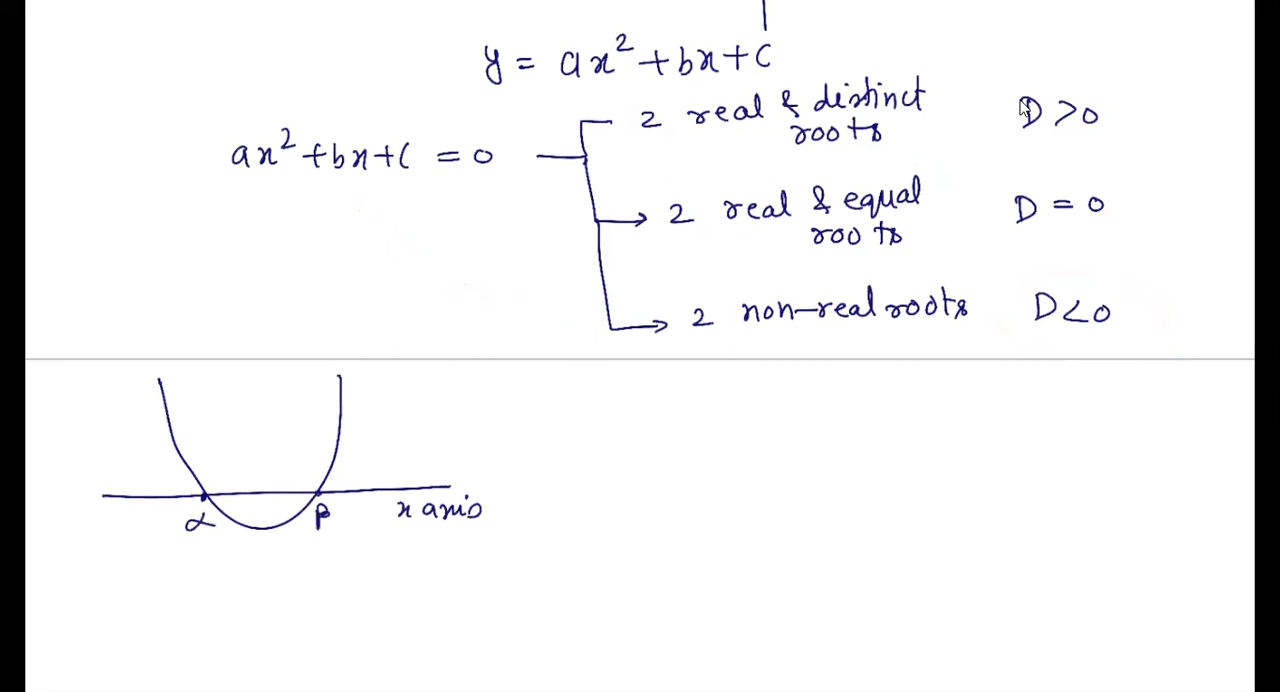 y = ax² + bx + c
ax² + bx + c = 0
2 real & distinct roots D > 0
2 real & equal roots D = 0
2 non-real roots D < 0
α β x axis